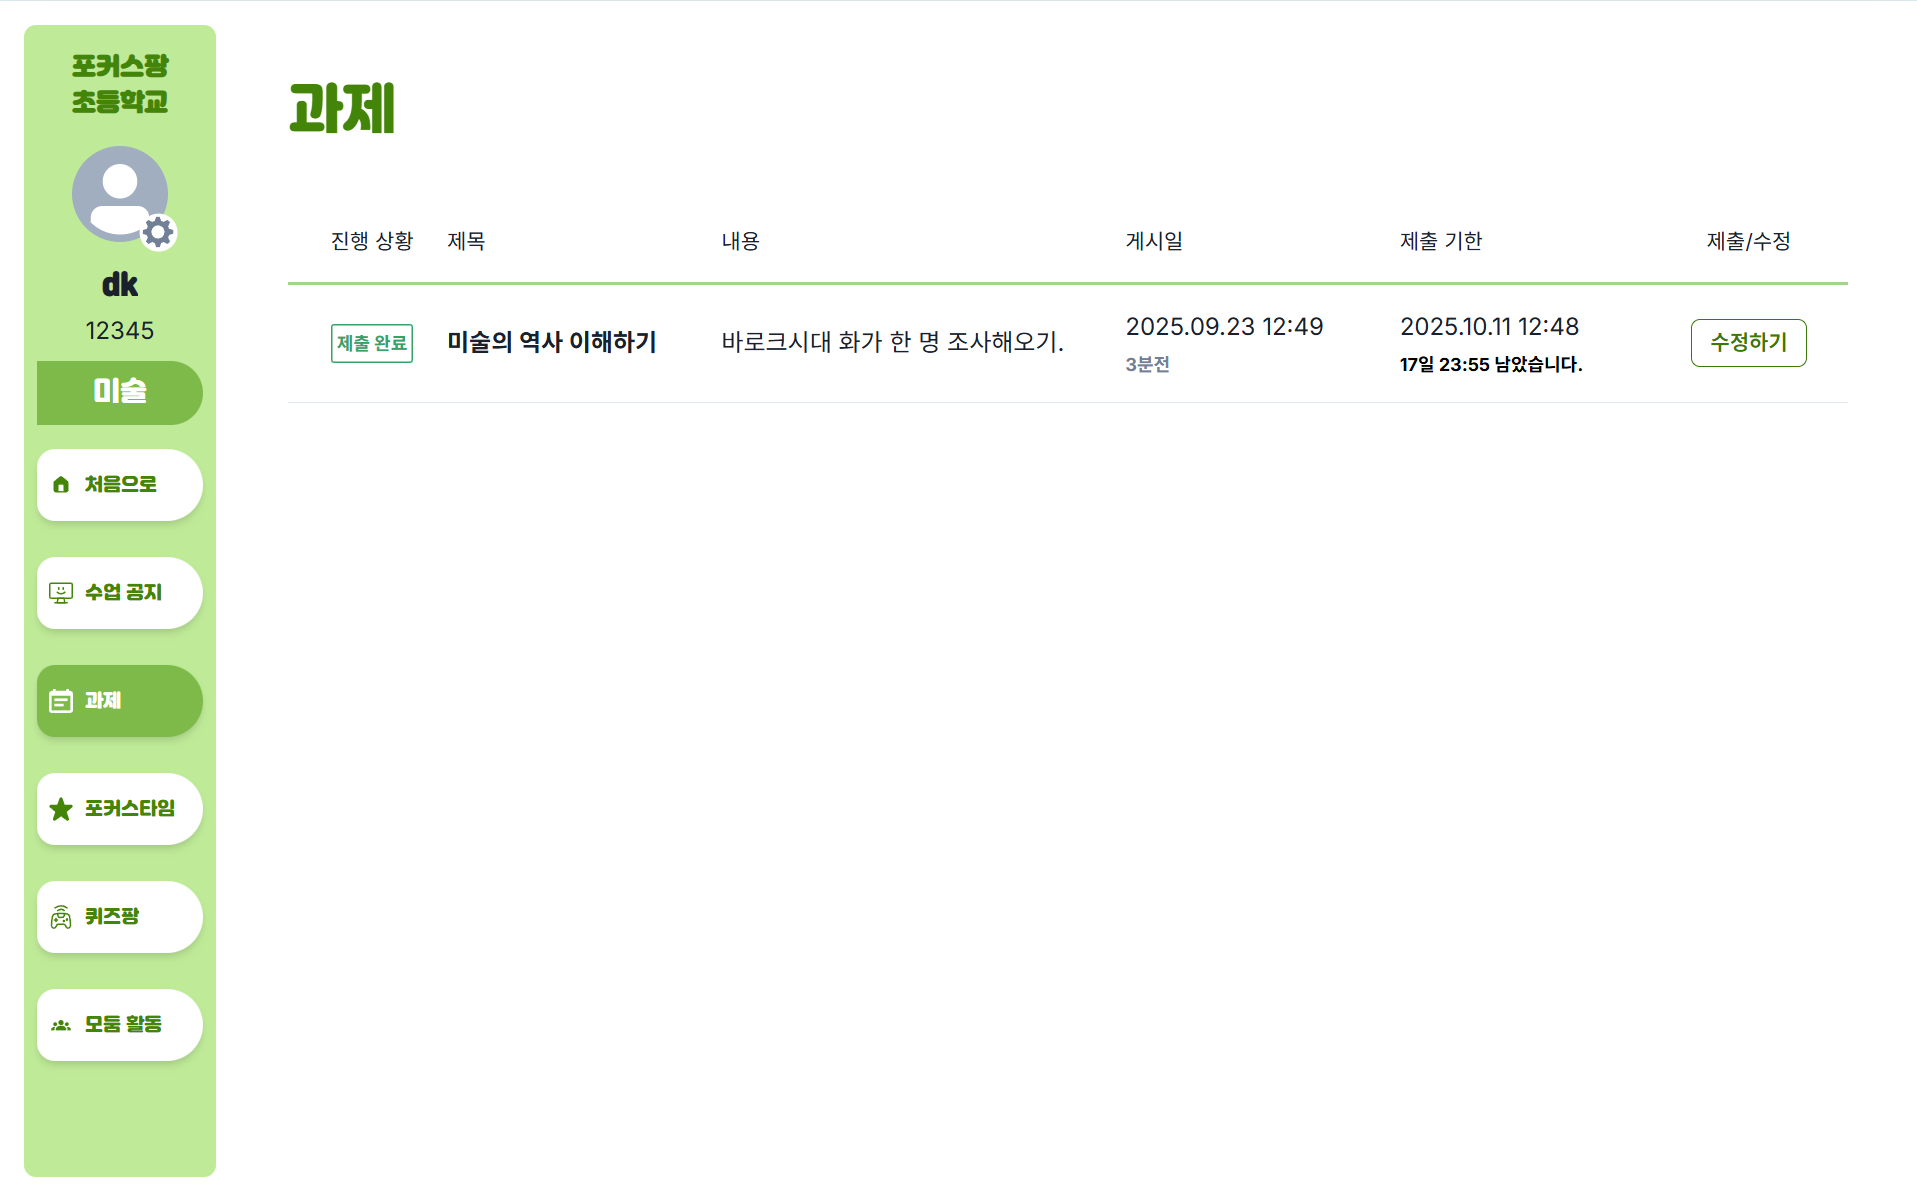 포커스팡
초등학교
dk
12345
미술
처음으로
수업 공지
과제
포커스타임
퀴즈팡
모둠 활동
과제
진행 상황 제목 내용 게시일 제출 기한 제출/수정
제출 완료 미술의 역사 이해하기 바로크시대 화가 한 명 조사해오기. 2025.09.23 12:49 2025.10.11 12:48 수정하기
3분전 17일 23:55 남았습니다.